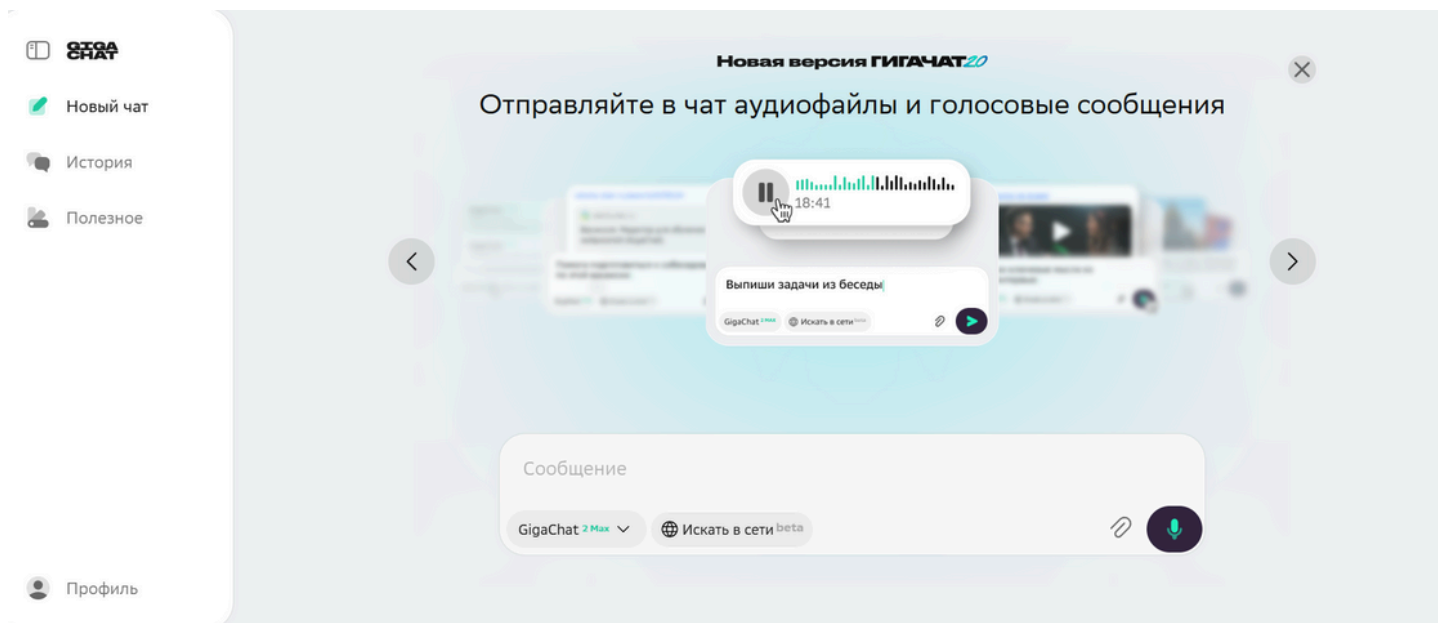 GIGA
CHAT
Новый чат
История
Полезное
Профиль
Новая версия ГИГАЧАТ 2.0
Отправляйте в чат аудиофайлы и голосовые сообщения
18:41
Выпиши задачи из беседы
GigaChat 2 MAX Искать в сети beta
Сообщение
GigaChat 2 Max Искать в сети beta